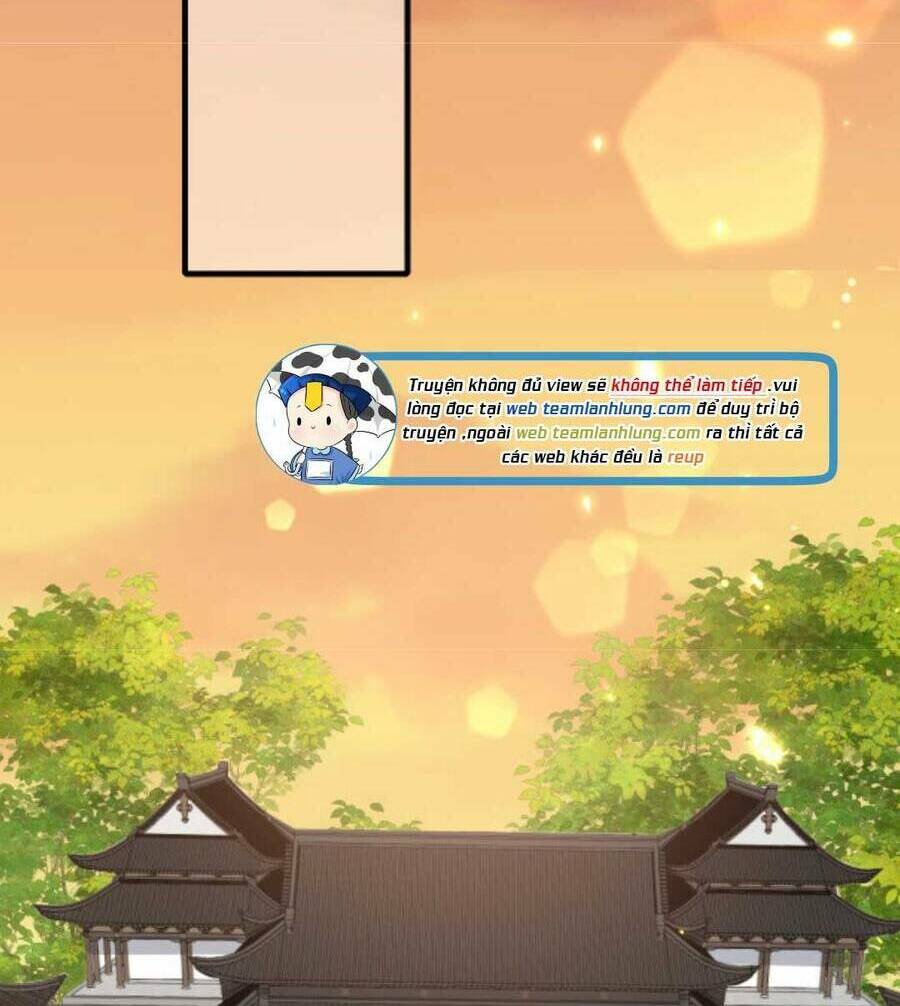 Truyện không đủ view sẽ không thể làm tiếp .vui
lòng đọc tại web teamlanhlung.com để duy trì bộ
truyện ,ngoài web teamlanhlung.com ra thì tất cả
các web khác đều là reup